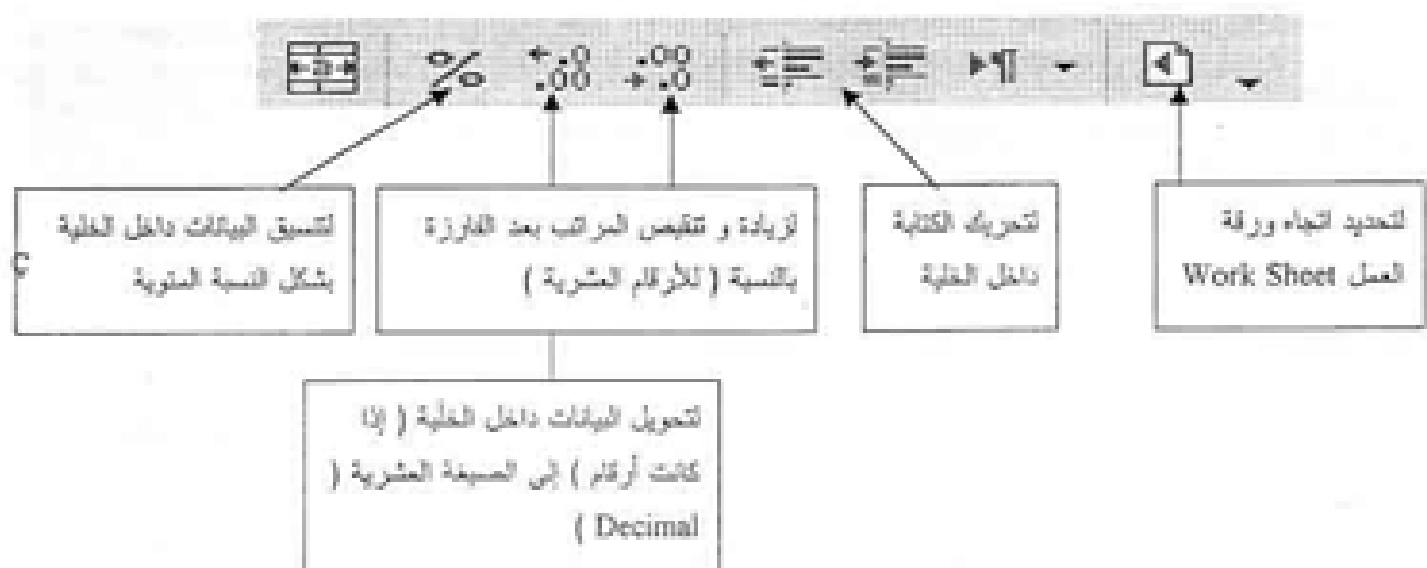 لتحديد اتجاه ورقة
العمل Work Sheet
لتحريك الكتابة
داخل الخلية
لزيادة و تنقيص المراتب بعد الفارزة
بالنسبة ( للأرقام العشرية )
لتنسيق البيانات داخل الخلية
بشكل النسبة المئوية
لتحويل البيانات داخل الخلية ( إذا
كانت أرقام ) إلى الصيغة العشرية (
Decimal )